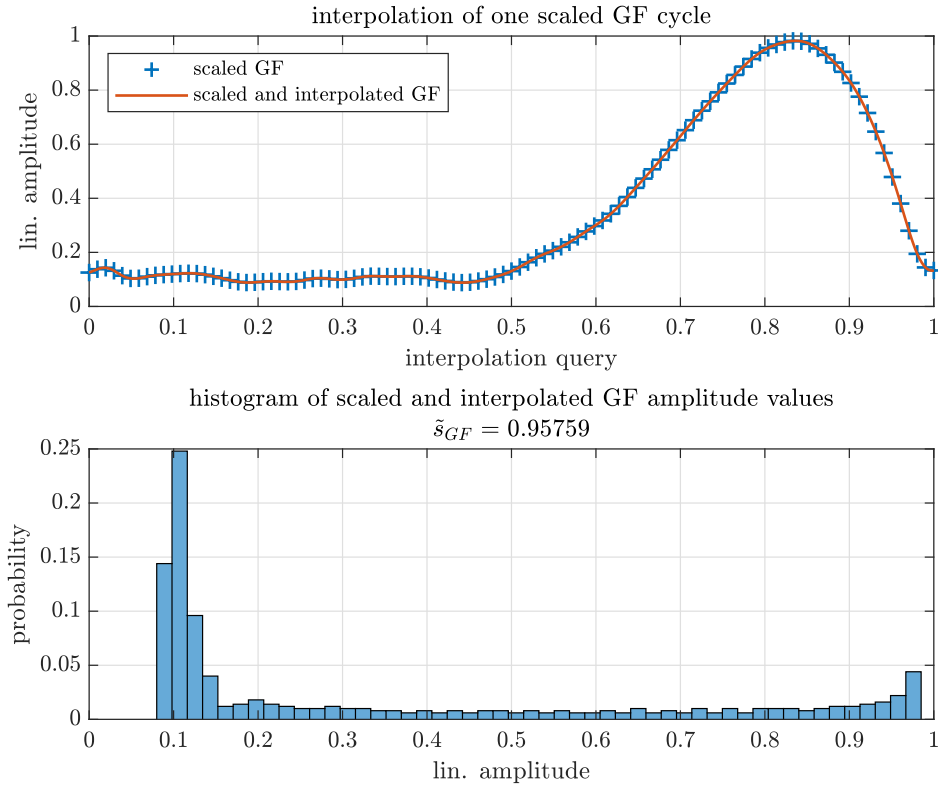 interpolation of one scaled GF cycle
1
0.8
0.6
0.4
0.2
0
lin. amplitude
scaled GF
scaled and interpolated GF
0 0.1 0.2 0.3 0.4 0.5 0.6 0.7 0.8 0.9 1
interpolation query
histogram of scaled and interpolated GF amplitude values
s̃_GF = 0.95759
0.25
0.2
0.15
0.1
0.05
0
probability
0 0.1 0.2 0.3 0.4 0.5 0.6 0.7 0.8 0.9 1
lin. amplitude